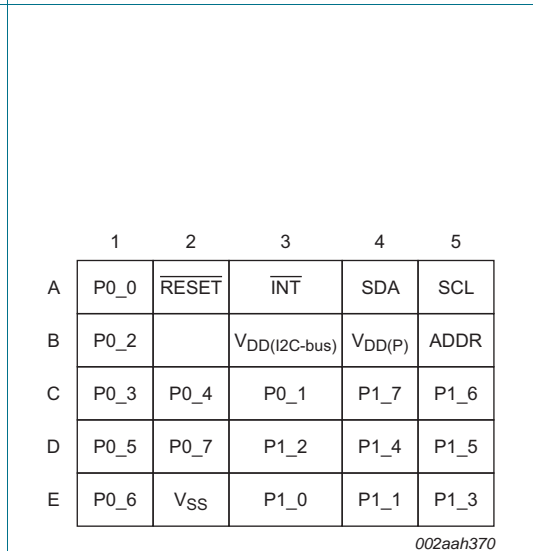 1 2 3 4 5
A P0_0 RESET INT SDA SCL
B P0_2 VDD(I2C-bus) VDD(P) ADDR
C P0_3 P0_4 P0_1 P1_7 P1_6
D P0_5 P0_7 P1_2 P1_4 P1_5
E P0_6 VSS P1_0 P1_1 P1_3
002aah370